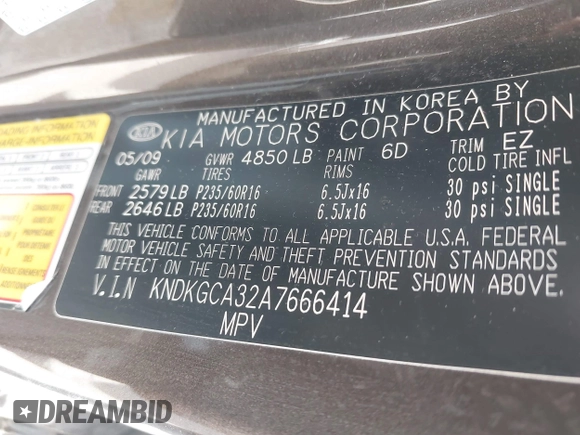 MANUFACTURED IN KOREA BY
KIA KIA MOTORS CORPORATION
05/09 GVWR 4850 LB PAINT 6D TRIM EZ
GAWR TIRES RIMS COLD TIRE INFL
FRONT 2579 LB P235/60R16 6.5Jx16 30 psi SINGLE
REAR 2646 LB P235/60R16 6.5Jx16 30 psi SINGLE
THIS VEHICLE CONFORMS TO ALL APPLICABLE U.S.A. FEDERAL
MOTOR VEHICLE SAFETY AND THEFT PREVENTION STANDARDS
IN EFFECT ON THE DATE OF MANUFACTURE SHOWN ABOVE.
V.I.N KNDKGCA32A7666414
MPV
LOADING INFORMATION
DREAMBID